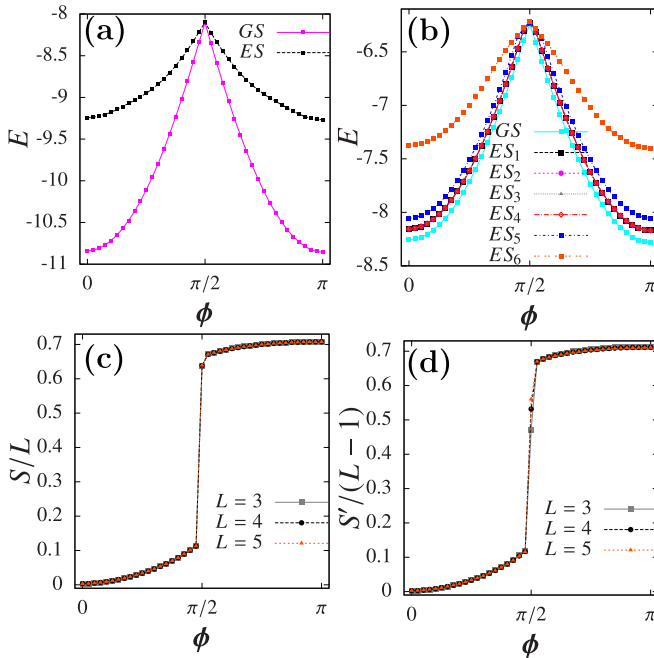 (a)
GS
ES
-8
-8.5
-9
-9.5
-10
-10.5
-11
E
0
π/2
π
ϕ
(b)
-6.5
-7
-7.5
-8
-8.5
E
GS
ES₁
ES₂
ES₃
ES₄
ES₅
ES₆
0
π/2
π
ϕ
(c)
0.7
0.6
0.5
0.4
0.3
0.2
0.1
0
S/L
L = 3
L = 4
L = 5
0
π/2
π
ϕ
(d)
0.7
0.6
0.5
0.4
0.3
0.2
0.1
0
S′/(L − 1)
L = 3
L = 4
L = 5
0
π/2
π
ϕ